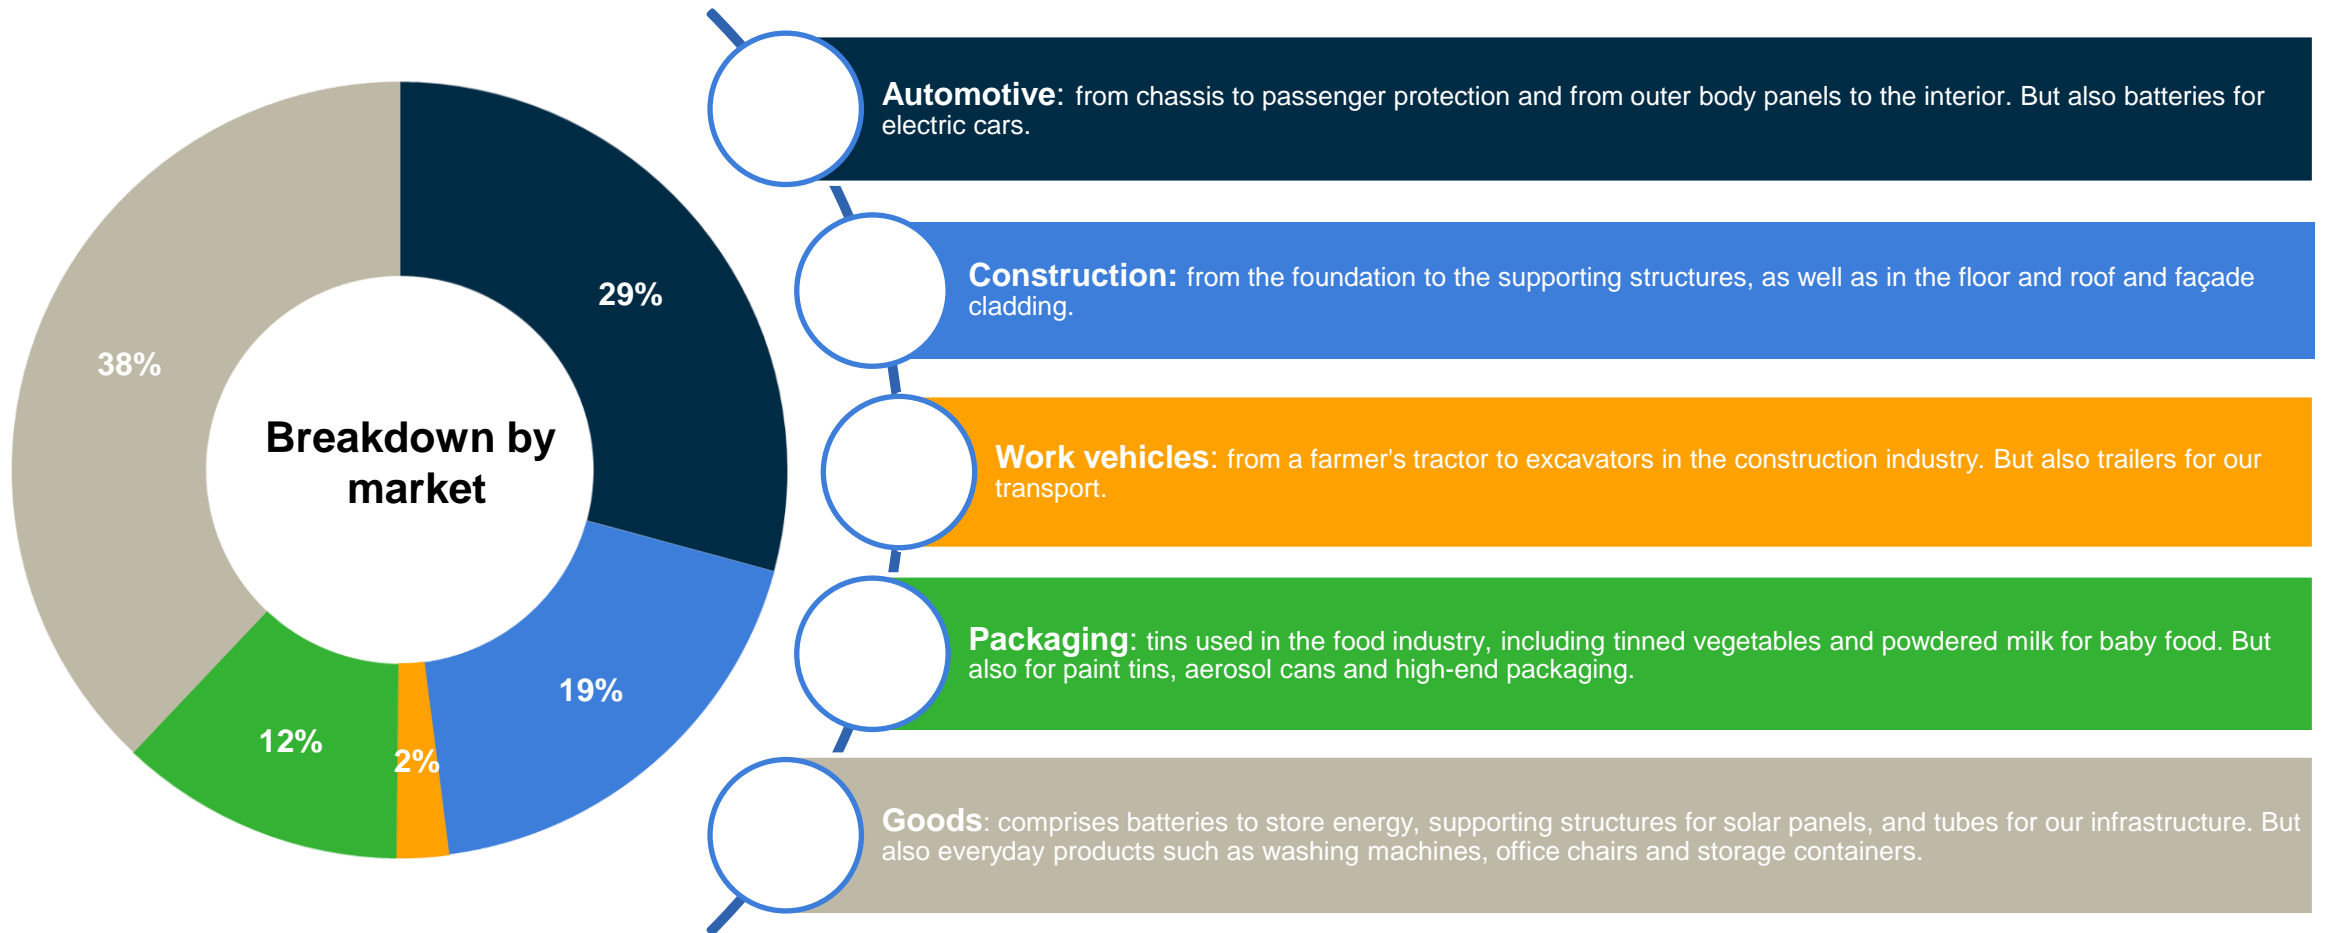 29%
38%
19%
12%
2%
Breakdown by
market
Automotive: from chassis to passenger protection and from outer body panels to the interior. But also batteries for
electric cars.
Construction: from the foundation to the supporting structures, as well as in the floor and roof and façade
cladding.
Work vehicles: from a farmer's tractor to excavators in the construction industry. But also trailers for our
transport.
Packaging: tins used in the food industry, including tinned vegetables and powdered milk for baby food. But
also for paint tins, aerosol cans and high-end packaging.
Goods: comprises batteries to store energy, supporting structures for solar panels, and tubes for our infrastructure. But
also everyday products such as washing machines, office chairs and storage containers.